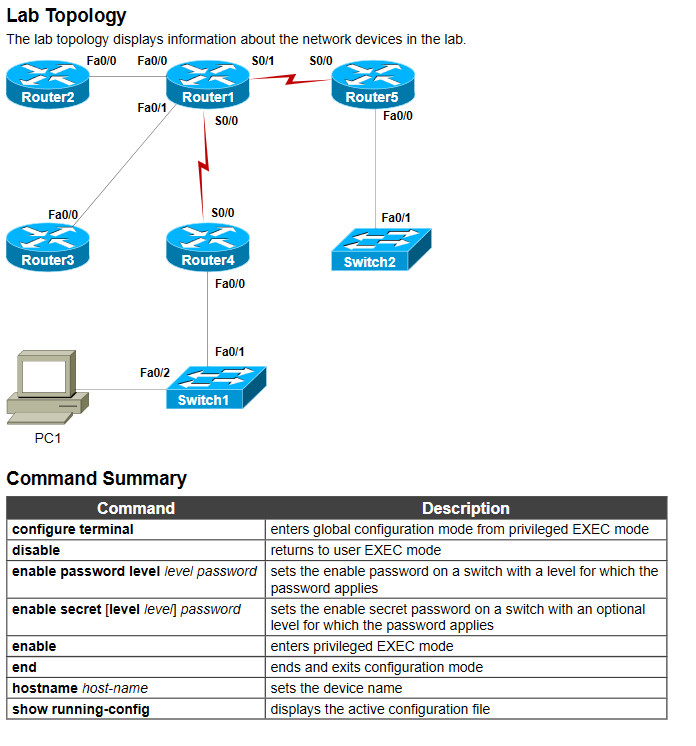 Lab Topology
The lab topology displays information about the network devices in the lab.
Fa0/0 Fa0/0 S0/1 S0/0
Router2 Router1 Router5
Fa0/1 S0/0 Fa0/0
Fa0/0 S0/0 Fa0/1
Router3 Router4 Switch2
Fa0/0
Fa0/1
Fa0/2
Switch1
PC1
Command Summary
Command Description
configure terminal enters global configuration mode from privileged EXEC mode
disable returns to user EXEC mode
enable password level level password sets the enable password on a switch with a level for which the
password applies
enable secret [level level] password sets the enable secret password on a switch with an optional
level for which the password applies
enable enters privileged EXEC mode
end ends and exits configuration mode
hostname host-name sets the device name
show running-config displays the active configuration file